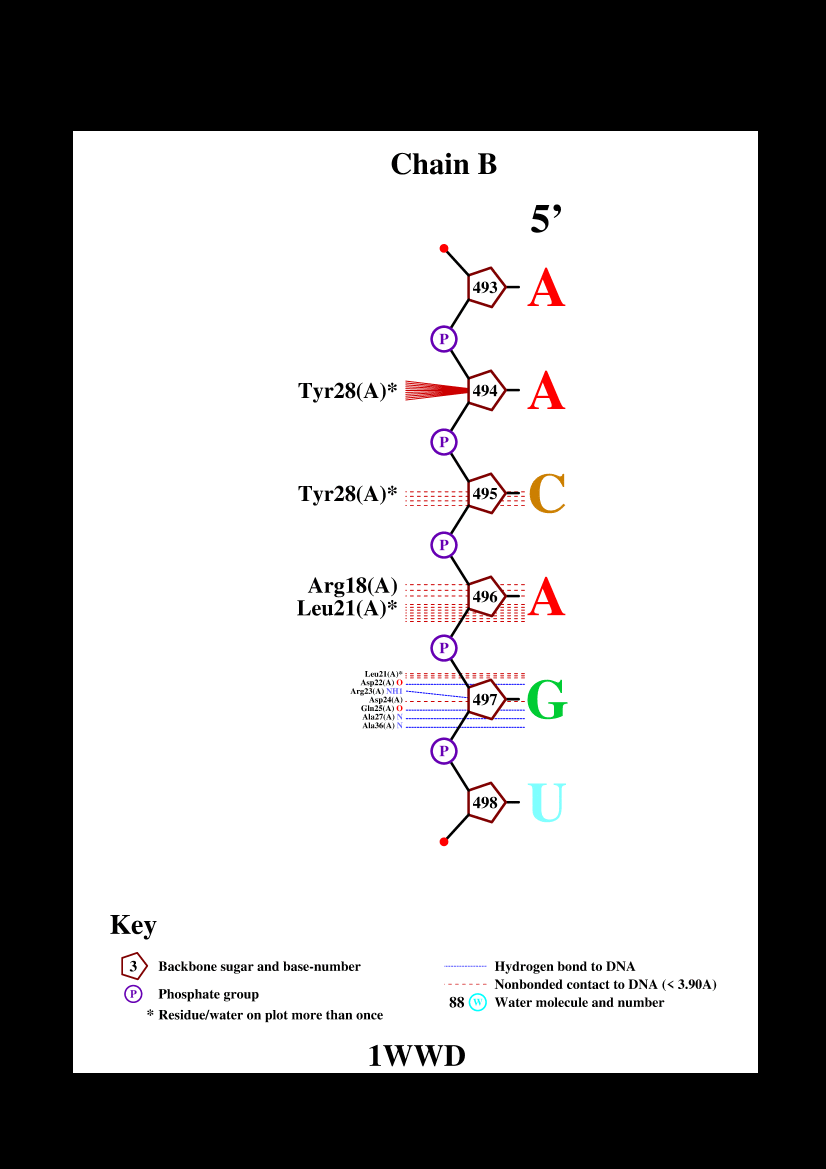 Chain B
5’
493 A
P
Tyr28(A)* 494 A
P
Tyr28(A)* 495 C
P
Arg18(A)
496 A
Leu21(A)*
P
Leu21(A)*
Asp22(A) O
Arg23(A) NH1
Asp24(A)
497 G
Gln25(A) O
Ala27(A) N
Ala36(A) N
P
498 U
Key
3 Backbone sugar and base-number
P Phosphate group
* Residue/water on plot more than once
Hydrogen bond to DNA
Nonbonded contact to DNA (< 3.90A)
88 W Water molecule and number
1WWD